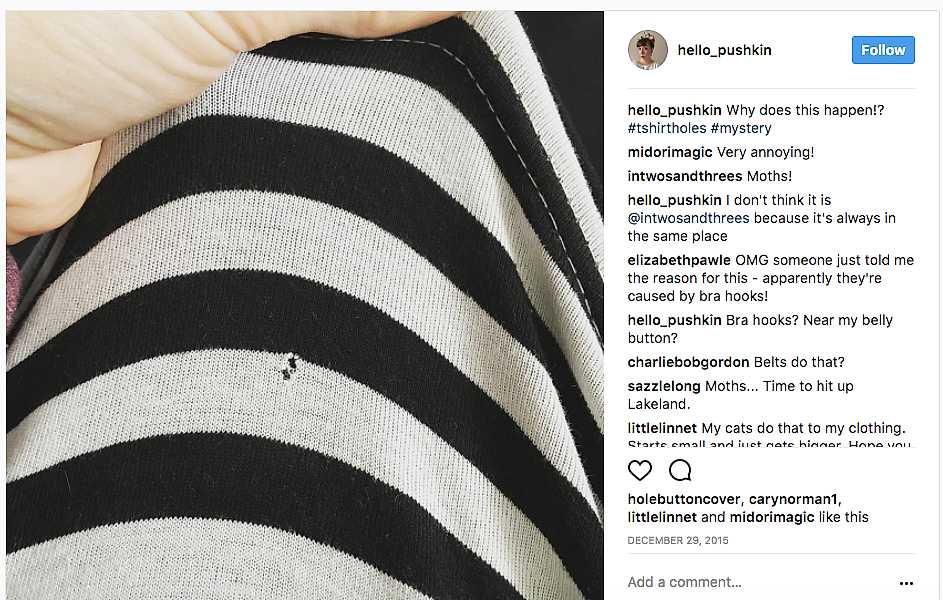 hello_pushkin
Follow
hello_pushkin Why does this happen!?
#tshirtholes #mystery
midorimagic Very annoying!
intwosandthrees Moths!
hello_pushkin I don't think it is
@intwosandthrees because it's always in
the same place
elizabethpawle OMG someone just told me
the reason for this - apparently they're
caused by bra hooks!
hello_pushkin Bra hooks? Near my belly
button?
charliebobgordon Belts do that?
sazzlelong Moths... Time to hit up
Lakeland.
littlelinnet My cats do that to my clothing.
Starts small and just gets bigger. Hope you
holebuttoncover, carynorman1,
littlelinnet and midorimagic like this
DECEMBER 29, 2015
Add a comment...